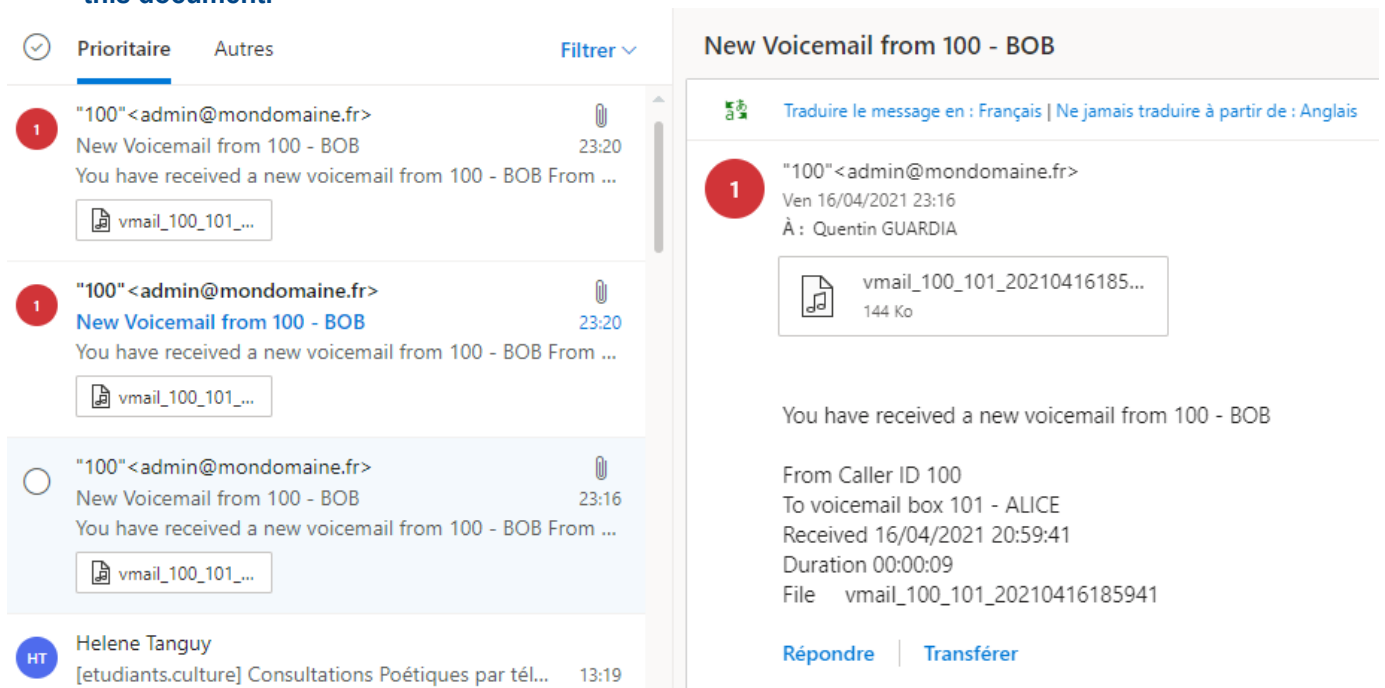 this document.
Prioritaire Autres Filtrer
1 "100"<admin@mondomaine.fr>
New Voicemail from 100 - BOB 23:20
You have received a new voicemail from 100 - BOB From ...
vmail_100_101_...
1 "100"<admin@mondomaine.fr>
New Voicemail from 100 - BOB 23:20
You have received a new voicemail from 100 - BOB From ...
vmail_100_101_...
"100"<admin@mondomaine.fr>
New Voicemail from 100 - BOB 23:16
You have received a new voicemail from 100 - BOB From ...
vmail_100_101_...
HT Helene Tanguy
[etudiants.culture] Consultations Poétiques par tél... 13:19
New Voicemail from 100 - BOB
Traduire le message en : Français | Ne jamais traduire à partir de : Anglais
1 "100"<admin@mondomaine.fr>
Ven 16/04/2021 23:16
À : Quentin GUARDIA
vmail_100_101_20210416185...
144 Ko
You have received a new voicemail from 100 - BOB
From Caller ID 100
To voicemail box 101 - ALICE
Received 16/04/2021 20:59:41
Duration 00:00:09
File vmail_100_101_20210416185941
Répondre | Transférer